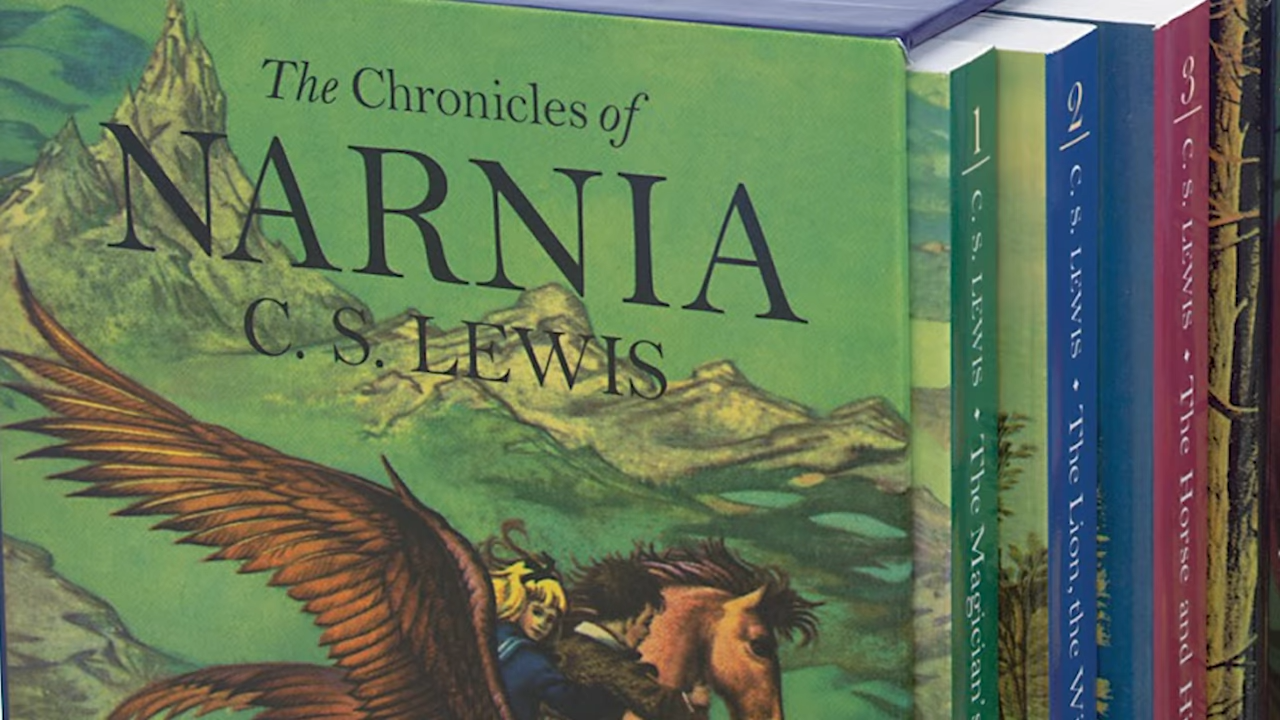 The Chronicles of
NARNIA
C. S. LEWIS
1 | C. S. LEWIS ✦ The Magician's
2 | C. S. LEWIS ✦ The Lion, the W
3 | C. S. LEWIS ✦ The Horse and H